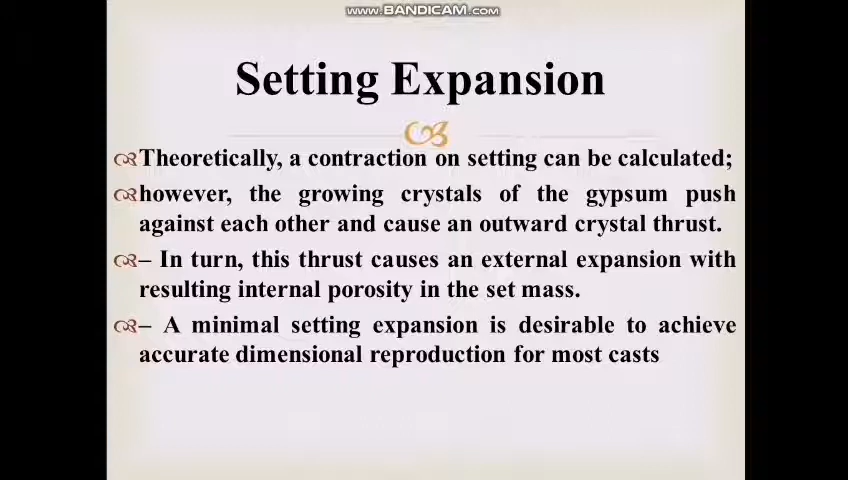 www.BANDICAM.com
Setting Expansion
Theoretically, a contraction on setting can be calculated;
however, the growing crystals of the gypsum push
against each other and cause an outward crystal thrust.
– In turn, this thrust causes an external expansion with
resulting internal porosity in the set mass.
– A minimal setting expansion is desirable to achieve
accurate dimensional reproduction for most casts